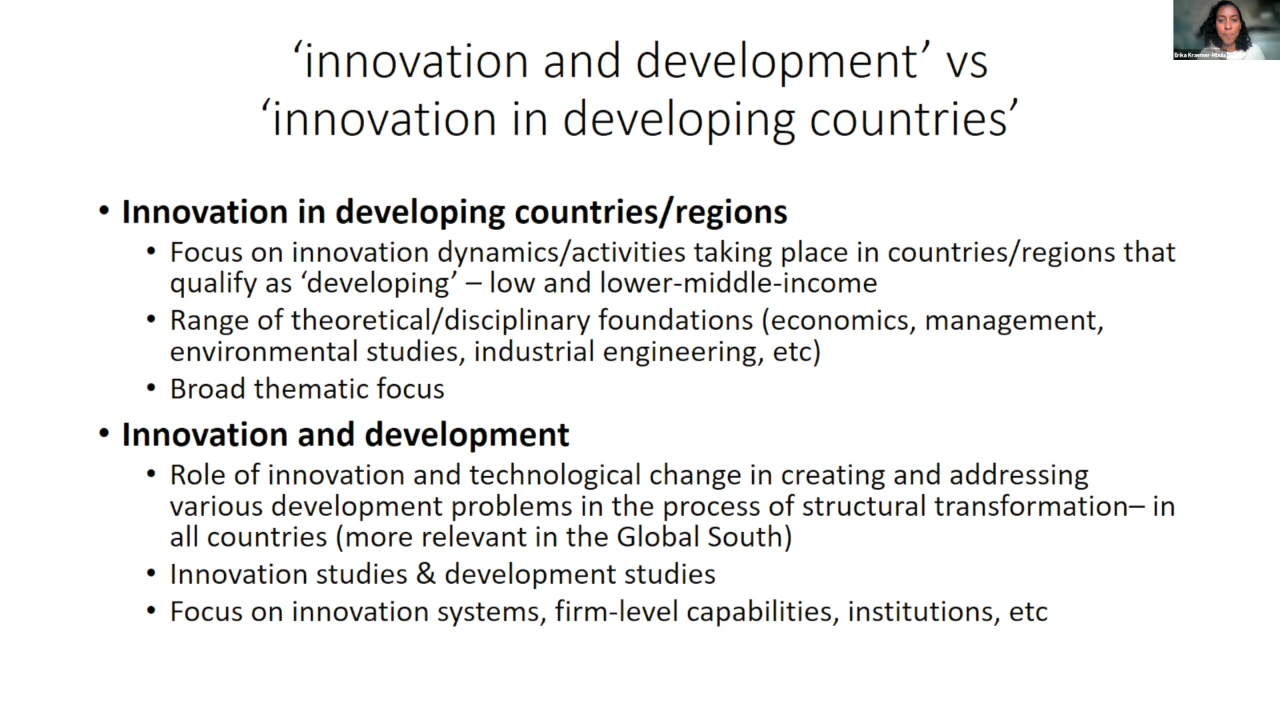 Erika Kraemer-Mbula
‘innovation and development’ vs
‘innovation in developing countries’
• Innovation in developing countries/regions
• Focus on innovation dynamics/activities taking place in countries/regions that
qualify as ‘developing’ – low and lower-middle-income
• Range of theoretical/disciplinary foundations (economics, management,
environmental studies, industrial engineering, etc)
• Broad thematic focus
• Innovation and development
• Role of innovation and technological change in creating and addressing
various development problems in the process of structural transformation– in
all countries (more relevant in the Global South)
• Innovation studies & development studies
• Focus on innovation systems, firm-level capabilities, institutions, etc